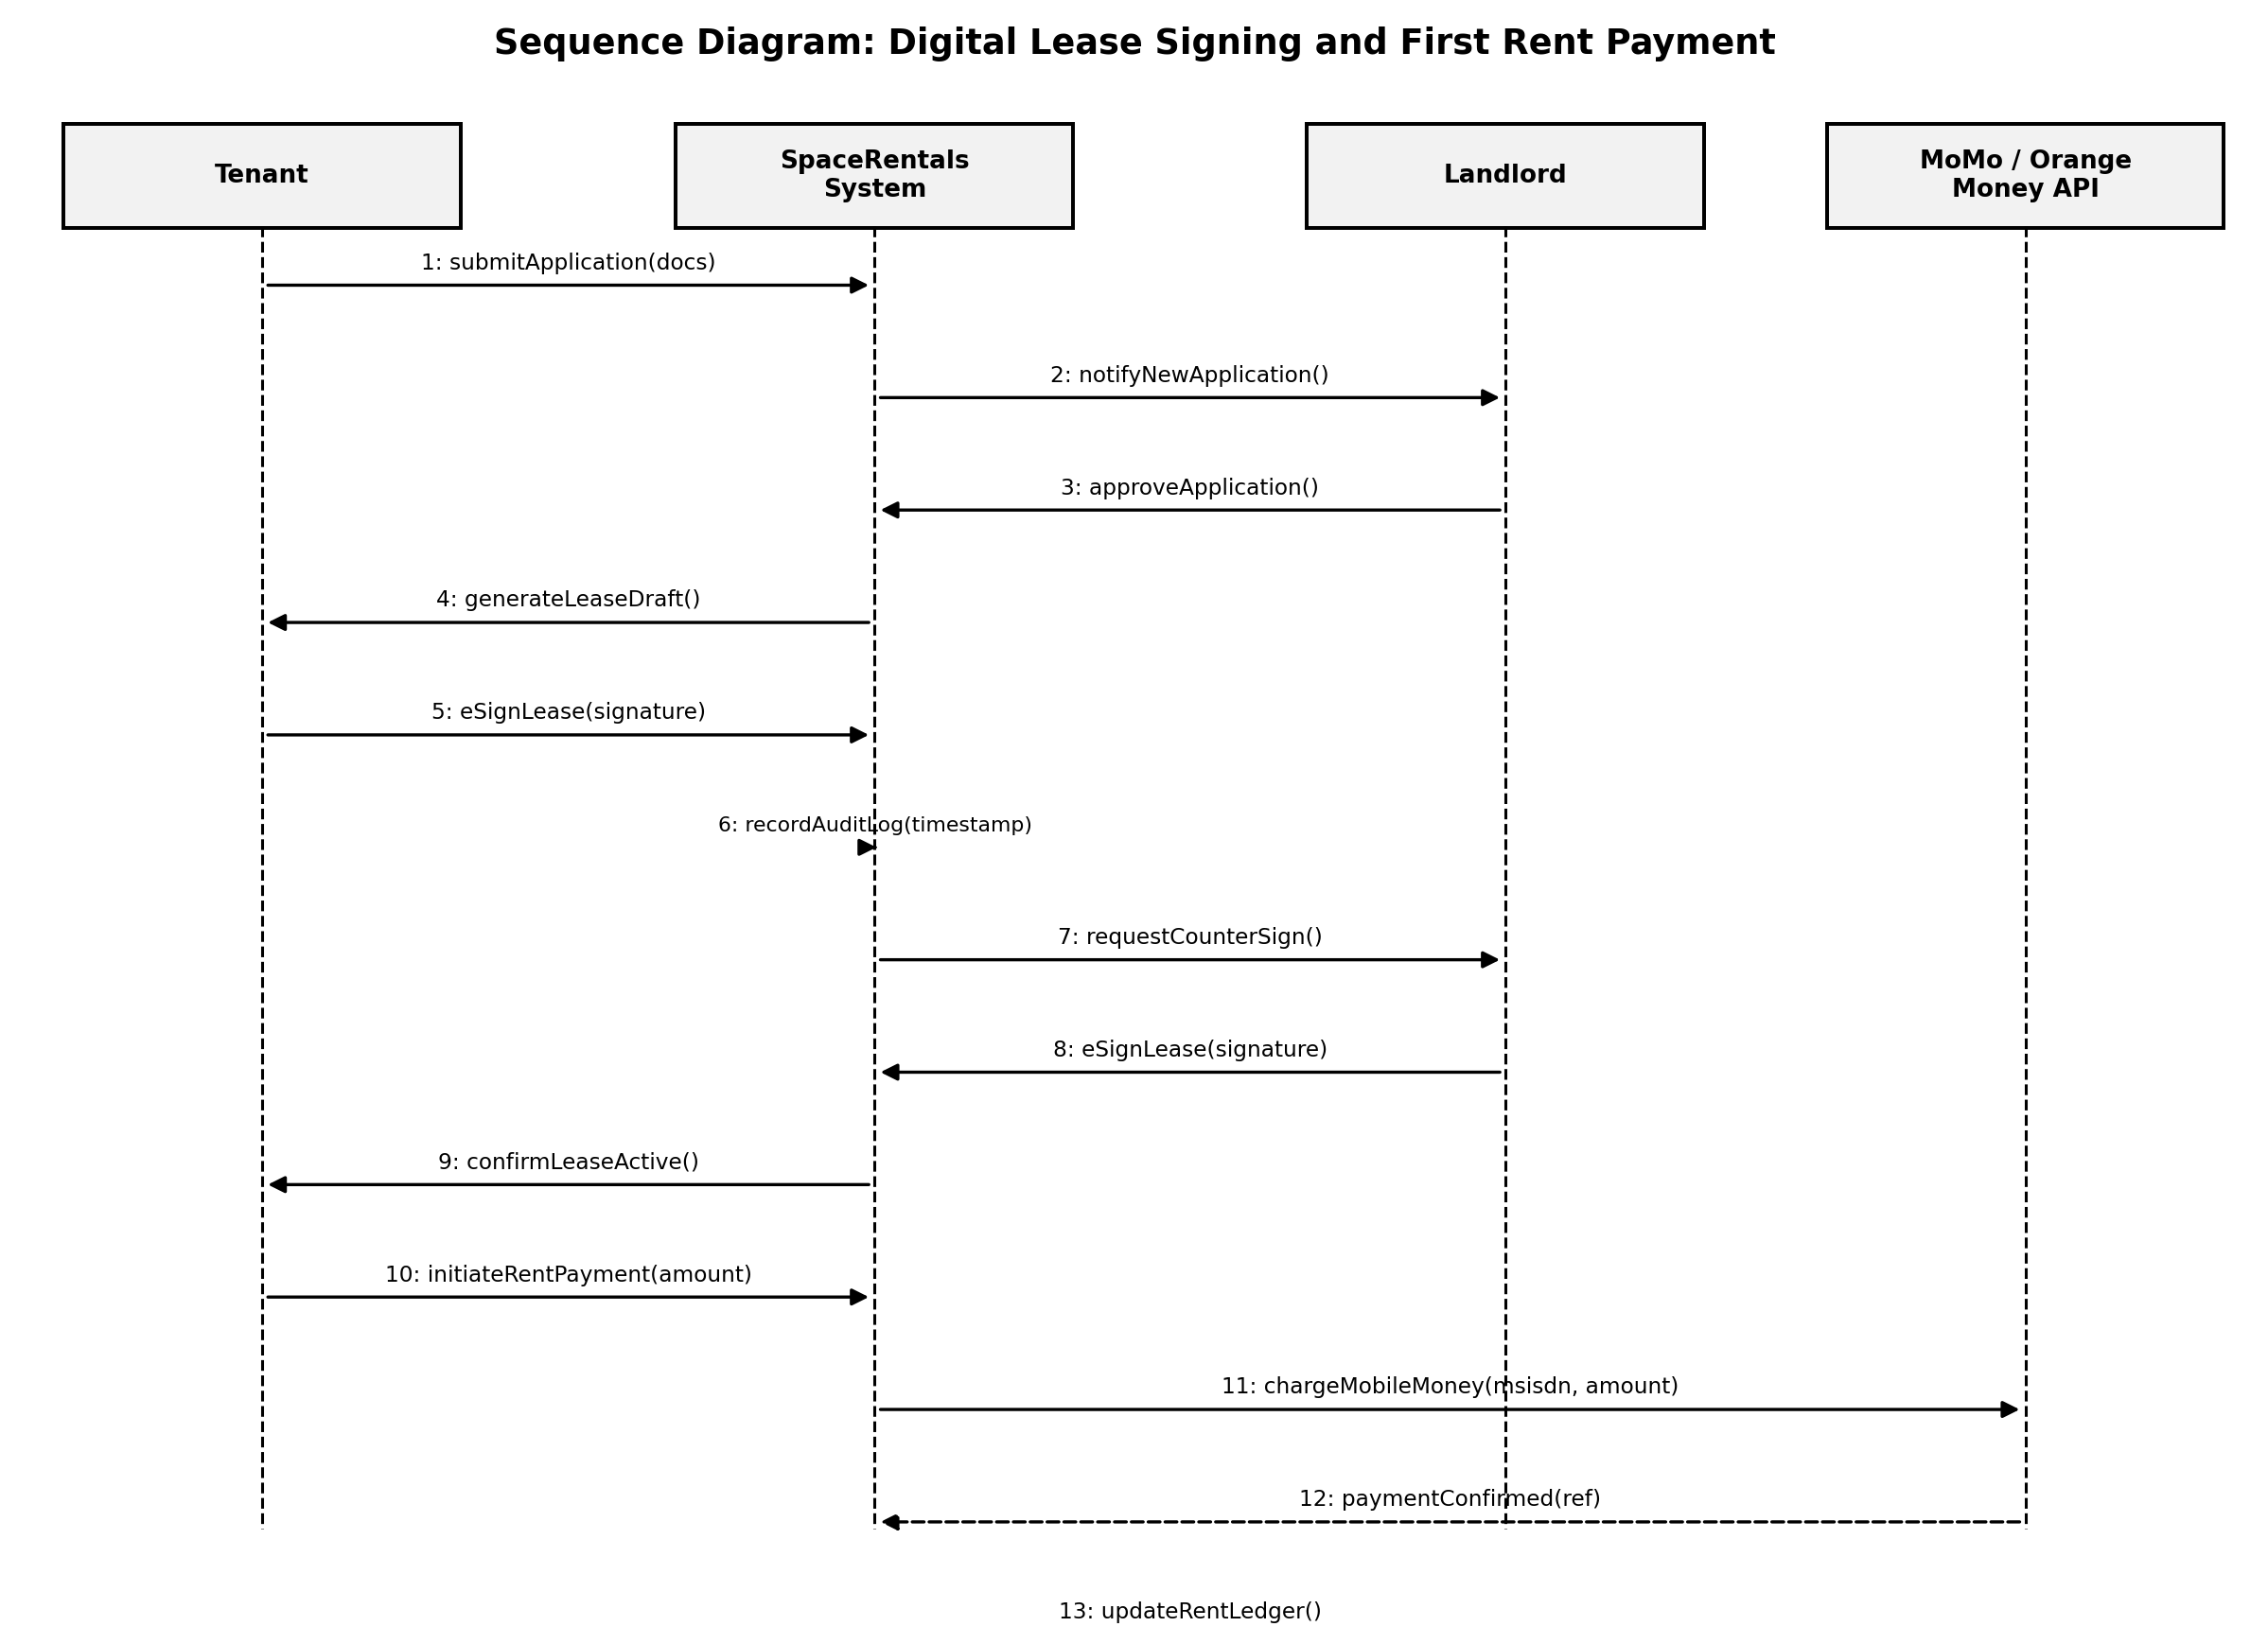 Sequence Diagram: Digital Lease Signing and First Rent Payment
Tenant
SpaceRentals
System
Landlord
MoMo / Orange
Money API
1: submitApplication(docs)
2: notifyNewApplication()
3: approveApplication()
4: generateLeaseDraft()
5: eSignLease(signature)
6: recordAuditLog(timestamp)
7: requestCounterSign()
8: eSignLease(signature)
9: confirmLeaseActive()
10: initiateRentPayment(amount)
11: chargeMobileMoney(msisdn, amount)
12: paymentConfirmed(ref)
13: updateRentLedger()